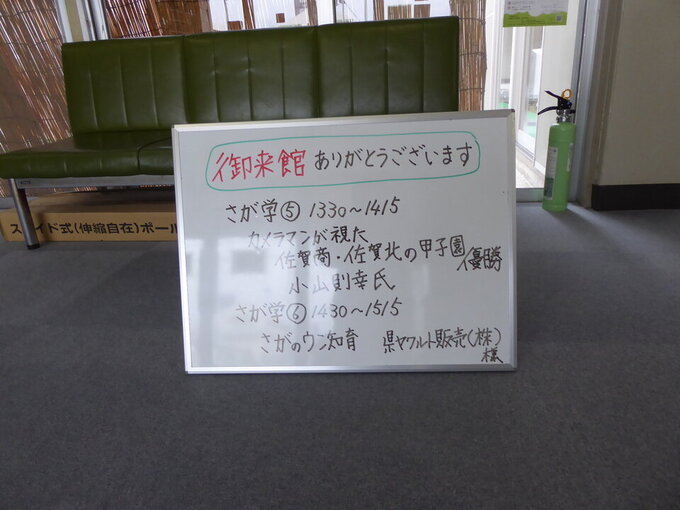 御来館 ありがとうございます
さが学⑤ 1330~1415
カメラマンが視た
佐賀商・佐賀北の甲子園優勝
小山則幸氏
さが学⑥ 1430~1515
さがのウン知育 県ヤクルト販売(株)
様
スライド式(伸縮自在)ポール